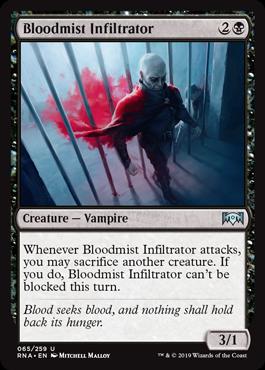 Bloodmist Infiltrator 2
Creature — Vampire
Whenever Bloodmist Infiltrator attacks,
you may sacrifice another creature. If
you do, Bloodmist Infiltrator can't be
blocked this turn.
Blood seeks blood, and nothing shall hold
back its hunger.
3/1
065/259 U
RNA • EN Mitchell Malloy
™ & © 2019 Wizards of the Coast